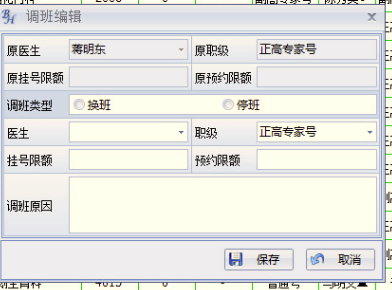 调班编辑
原医生 蒋明东 原职级 正高专家号
原挂号限额 原预约限额
调班类型 换班 停班
医生 职级 正高专家号
挂号限额 预约限额
调班原因
保存 取消